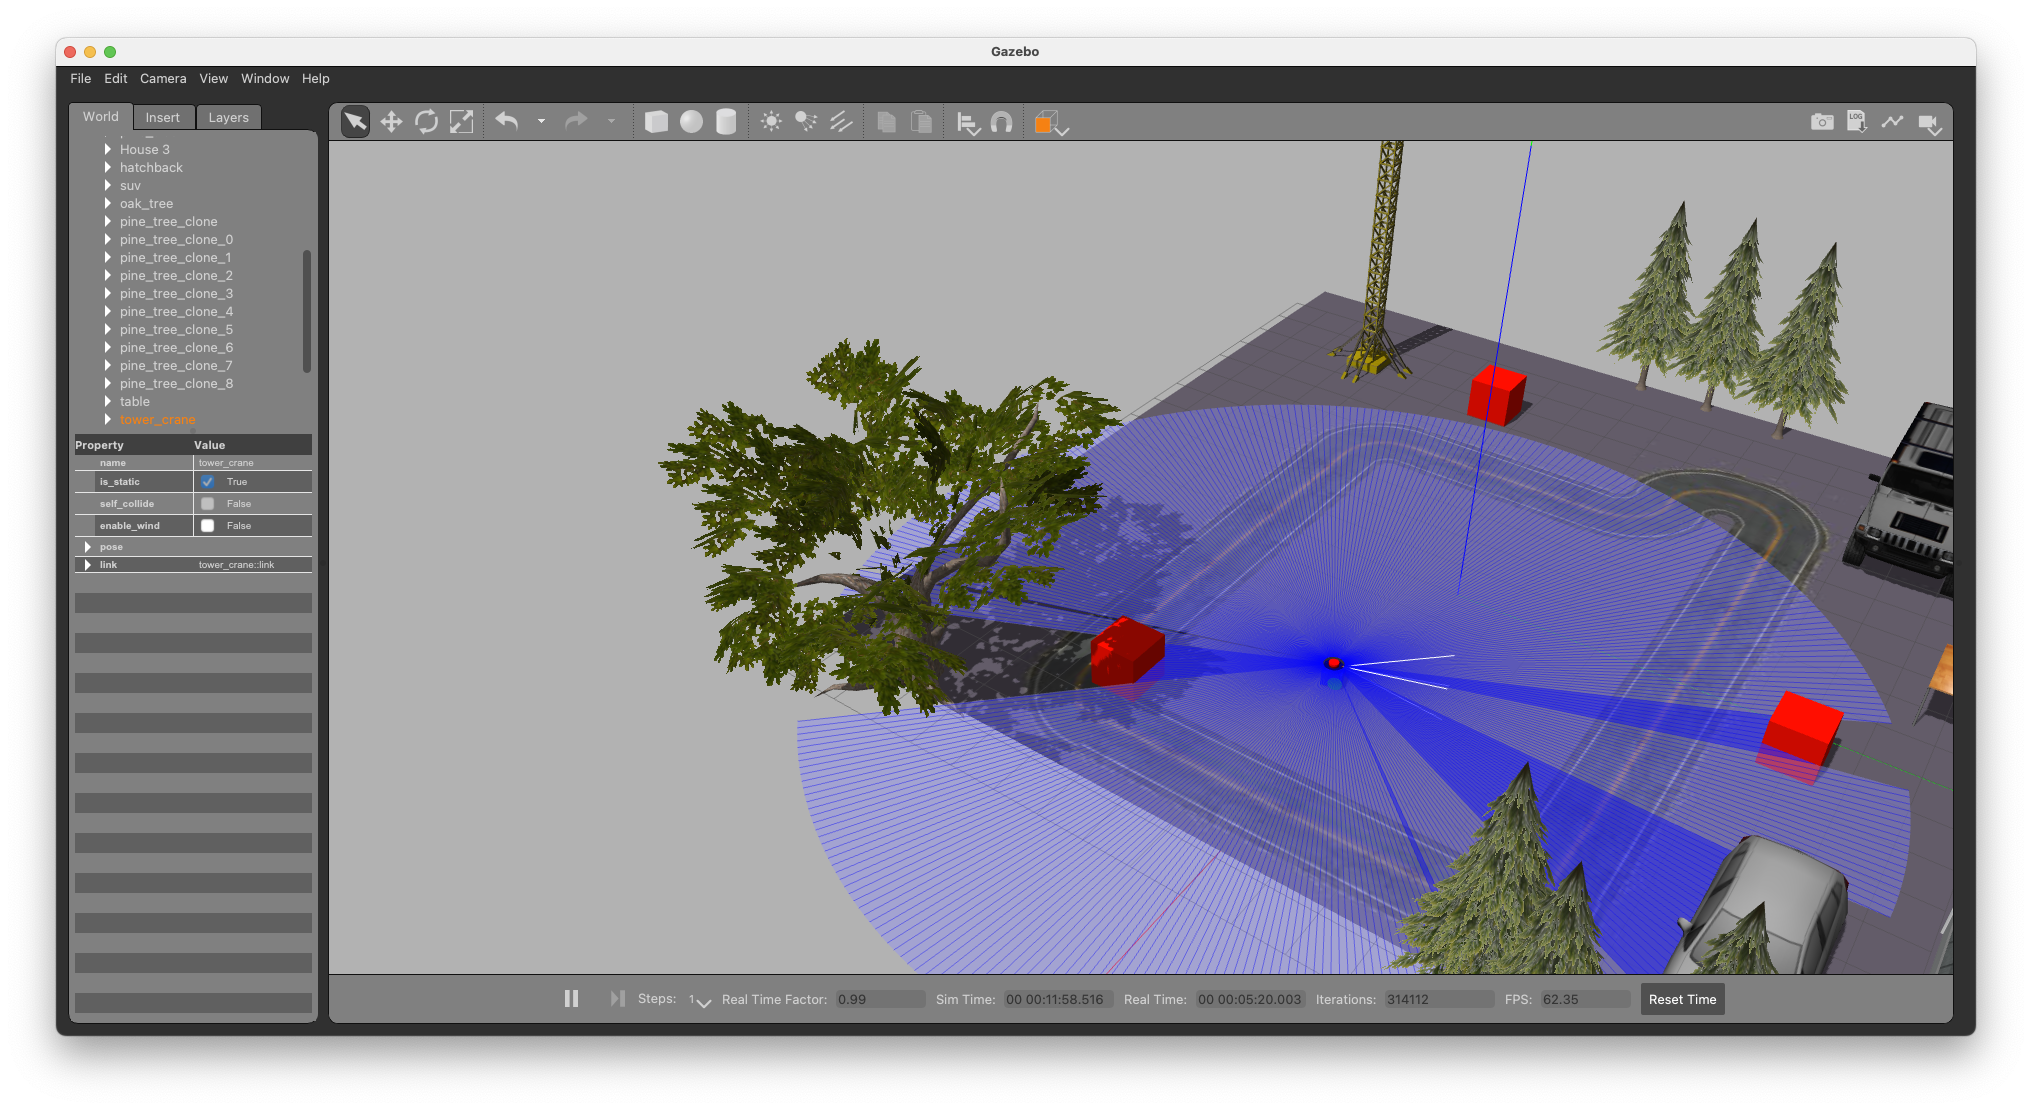 Gazebo
File Edit Camera View Window Help
World Insert Layers
LOG
House 3
hatchback
suv
oak_tree
pine_tree_clone
pine_tree_clone_0
pine_tree_clone_1
pine_tree_clone_2
pine_tree_clone_3
pine_tree_clone_4
pine_tree_clone_5
pine_tree_clone_6
pine_tree_clone_7
pine_tree_clone_8
table
tower_crane
Property Value
name tower_crane
is_static True
self_collide False
enable_wind False
pose
link tower_crane::link
Steps: 1 Real Time Factor: 0.99 Sim Time: 00 00:11:58.516 Real Time: 00 00:05:20.003 Iterations: 314112 FPS: 62.35 Reset Time